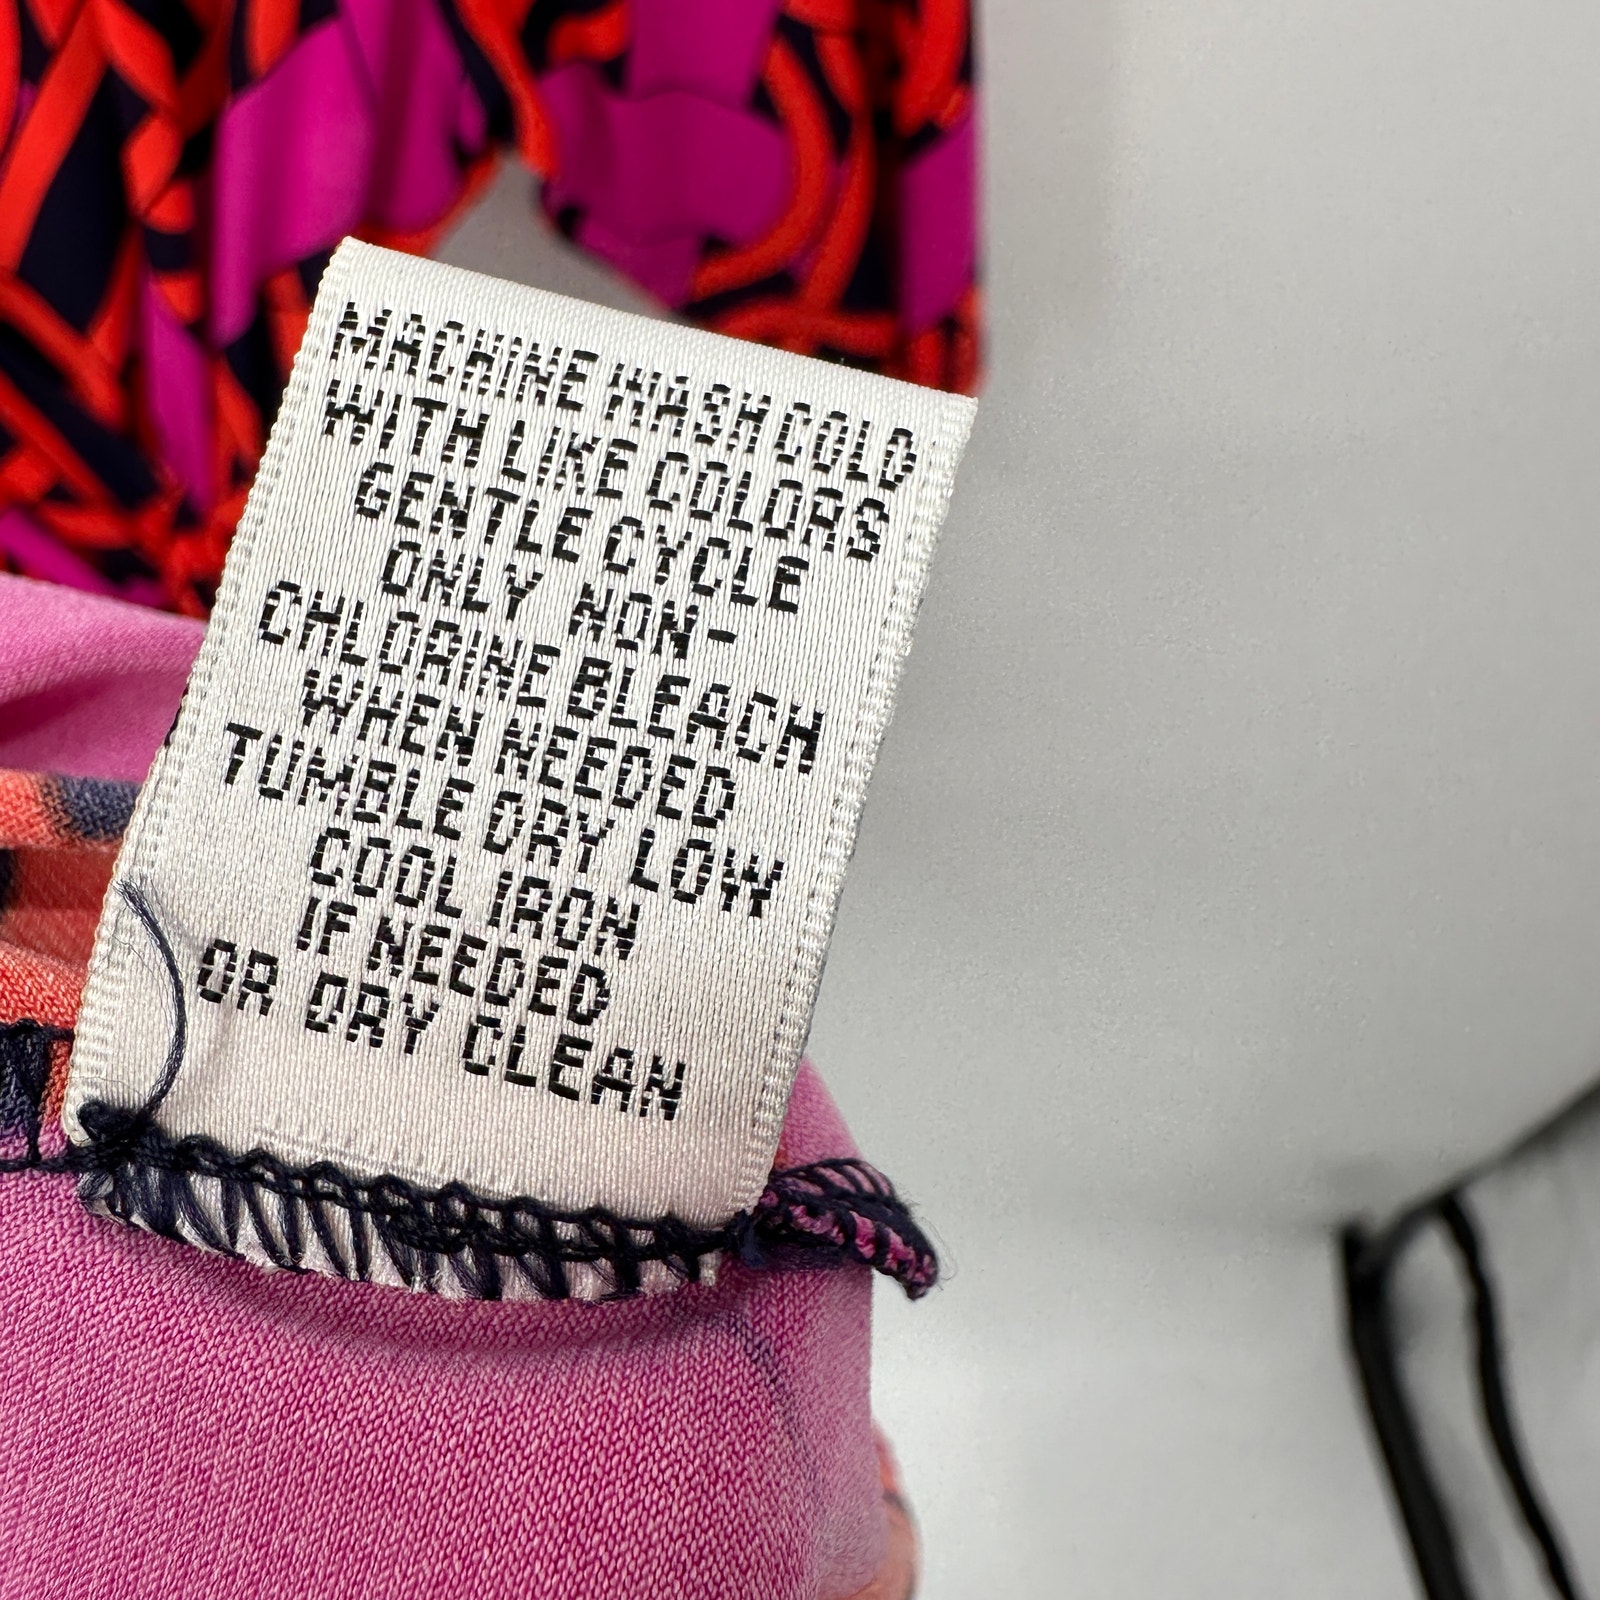 MACHINE WASH COLD
WITH LIKE COLORS
GENTLE CYCLE
ONLY NON-
CHLORINE BLEACH
WHEN NEEDED
TUMBLE DRY LOW
COOL IRON
IF NEEDED
OR DRY CLEAN